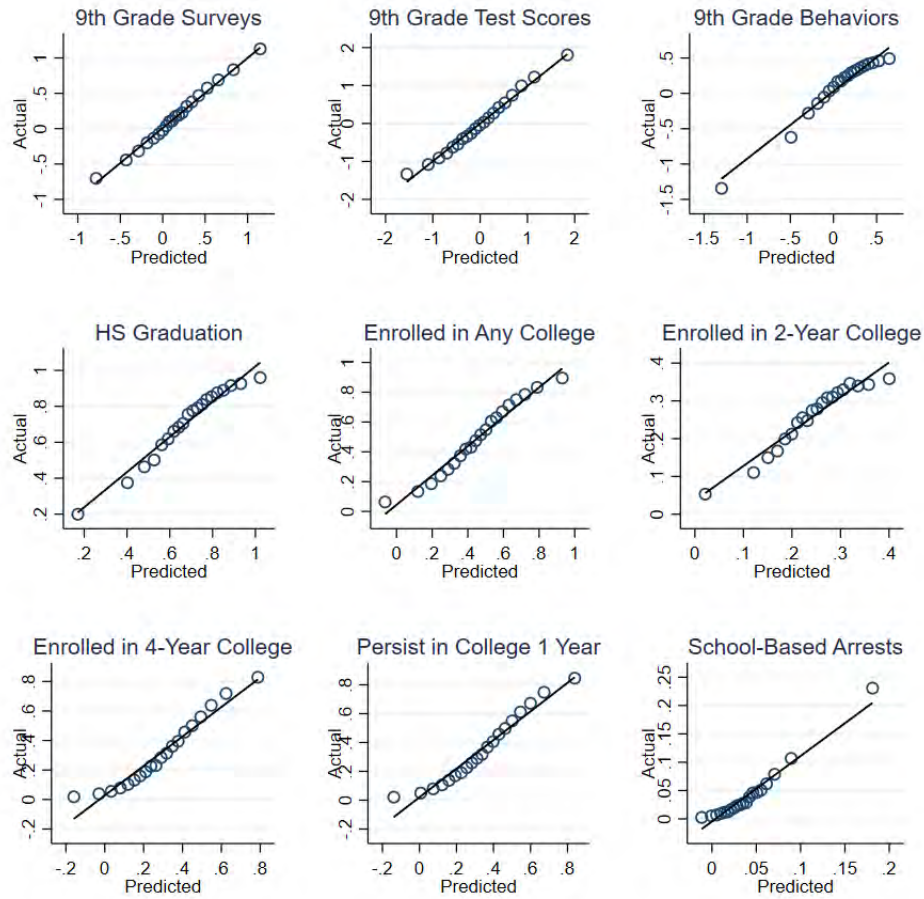 9th Grade Surveys
Actual
1
.5
0
-.5
-1
-1 -.5 0 .5 1
Predicted
9th Grade Test Scores
Actual
2
1
0
-1
-2
-2 -1 0 1 2
Predicted
9th Grade Behaviors
Actual
.5
0
-.5
-1
-1.5
-1.5 -1 -.5 0 .5
Predicted
HS Graduation
Actual
1
.8
.6
.4
.2
.2 .4 .6 .8 1
Predicted
Enrolled in Any College
Actual
1
.8
.6
.4
.2
0
0 .2 .4 .6 .8 1
Predicted
Enrolled in 2-Year College
Actual
.4
.3
.2
.1
0
0 .1 .2 .3 .4
Predicted
Enrolled in 4-Year College
Actual
.8
.6
.4
.2
0
-.2
-.2 0 .2 .4 .6 .8
Predicted
Persist in College 1 Year
Actual
.8
.6
.4
.2
0
-.2
-.2 0 .2 .4 .6 .8
Predicted
School-Based Arrests
Actual
.25
.2
.15
.1
.05
0
0 .05 .1 .15 .2
Predicted